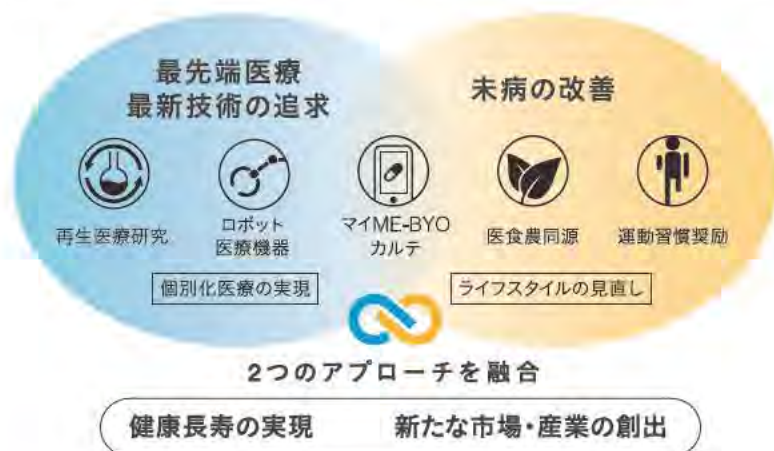 最先端医療
最新技術の追求
未病の改善
再生医療研究
ロボット
医療機器
マイME-BYO
カルテ
医食農同源
運動習慣奨励
個別化医療の実現
ライフスタイルの見直し
2つのアプローチを融合
健康長寿の実現　新たな市場・産業の創出